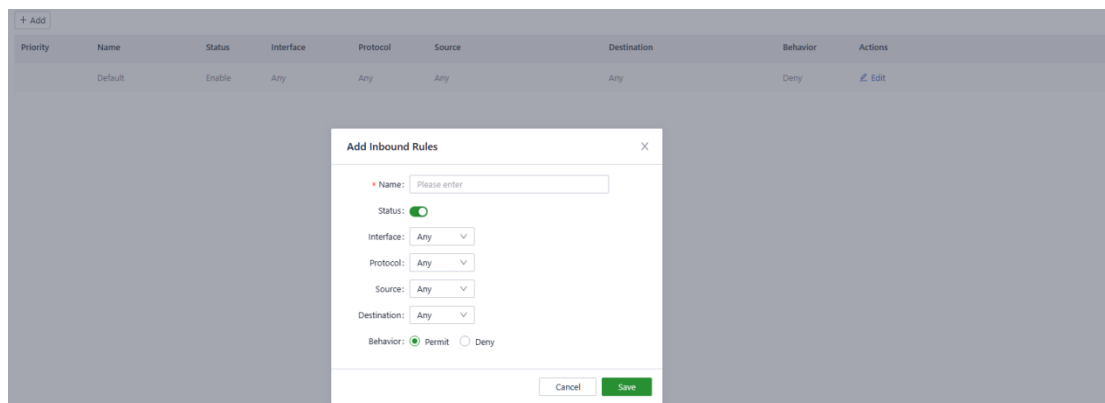 + Add
Priority Name Status Interface Protocol Source Destination Behavior Actions
Default Enable Any Any Any Any Deny Edit
Add Inbound Rules
* Name: Please enter
Status:
Interface: Any
Protocol: Any
Source: Any
Destination: Any
Behavior: Permit Deny
Cancel Save